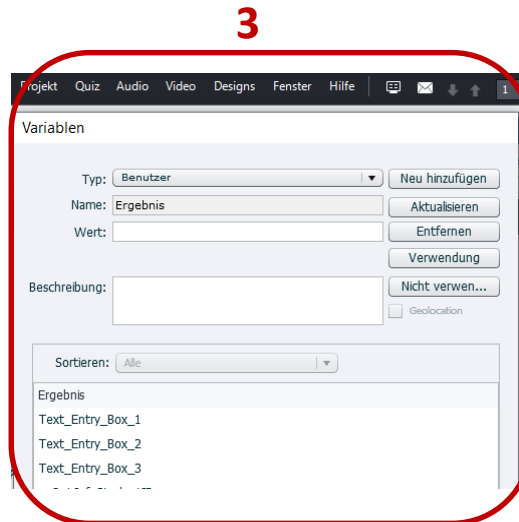 3
Projekt Quiz Audio Video Designs Fenster Hilfe 1
Variablen
Typ: Benutzer Neu hinzufügen
Name: Ergebnis Aktualisieren
Wert: Entfernen
Verwendung
Beschreibung: Nicht verwen...
Geolocation
Sortieren: Alle
Ergebnis
Text_Entry_Box_1
Text_Entry_Box_2
Text_Entry_Box_3